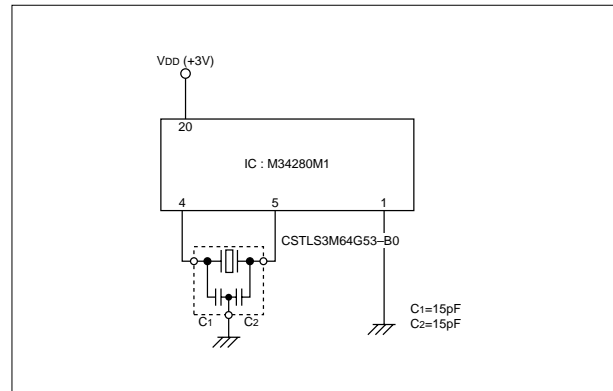 VDD (+3V)
20
IC : M34280M1
4 5 1
CSTLS3M64G53–B0
C1 C2
C1=15pF
C2=15pF